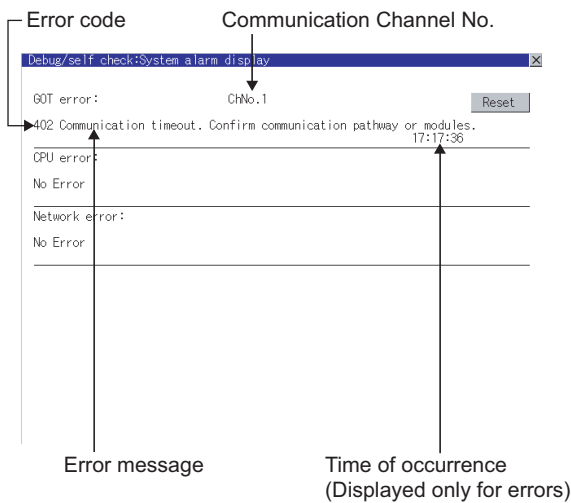 Error code
Communication Channel No.
Debug/self check:System alarm display
GOT error:
ChNo.1
Reset
402 Communication timeout. Confirm communication pathway or modules.
17:17:36
CPU error:
No Error
Network error:
No Error
Error message
Time of occurrence
(Displayed only for errors)